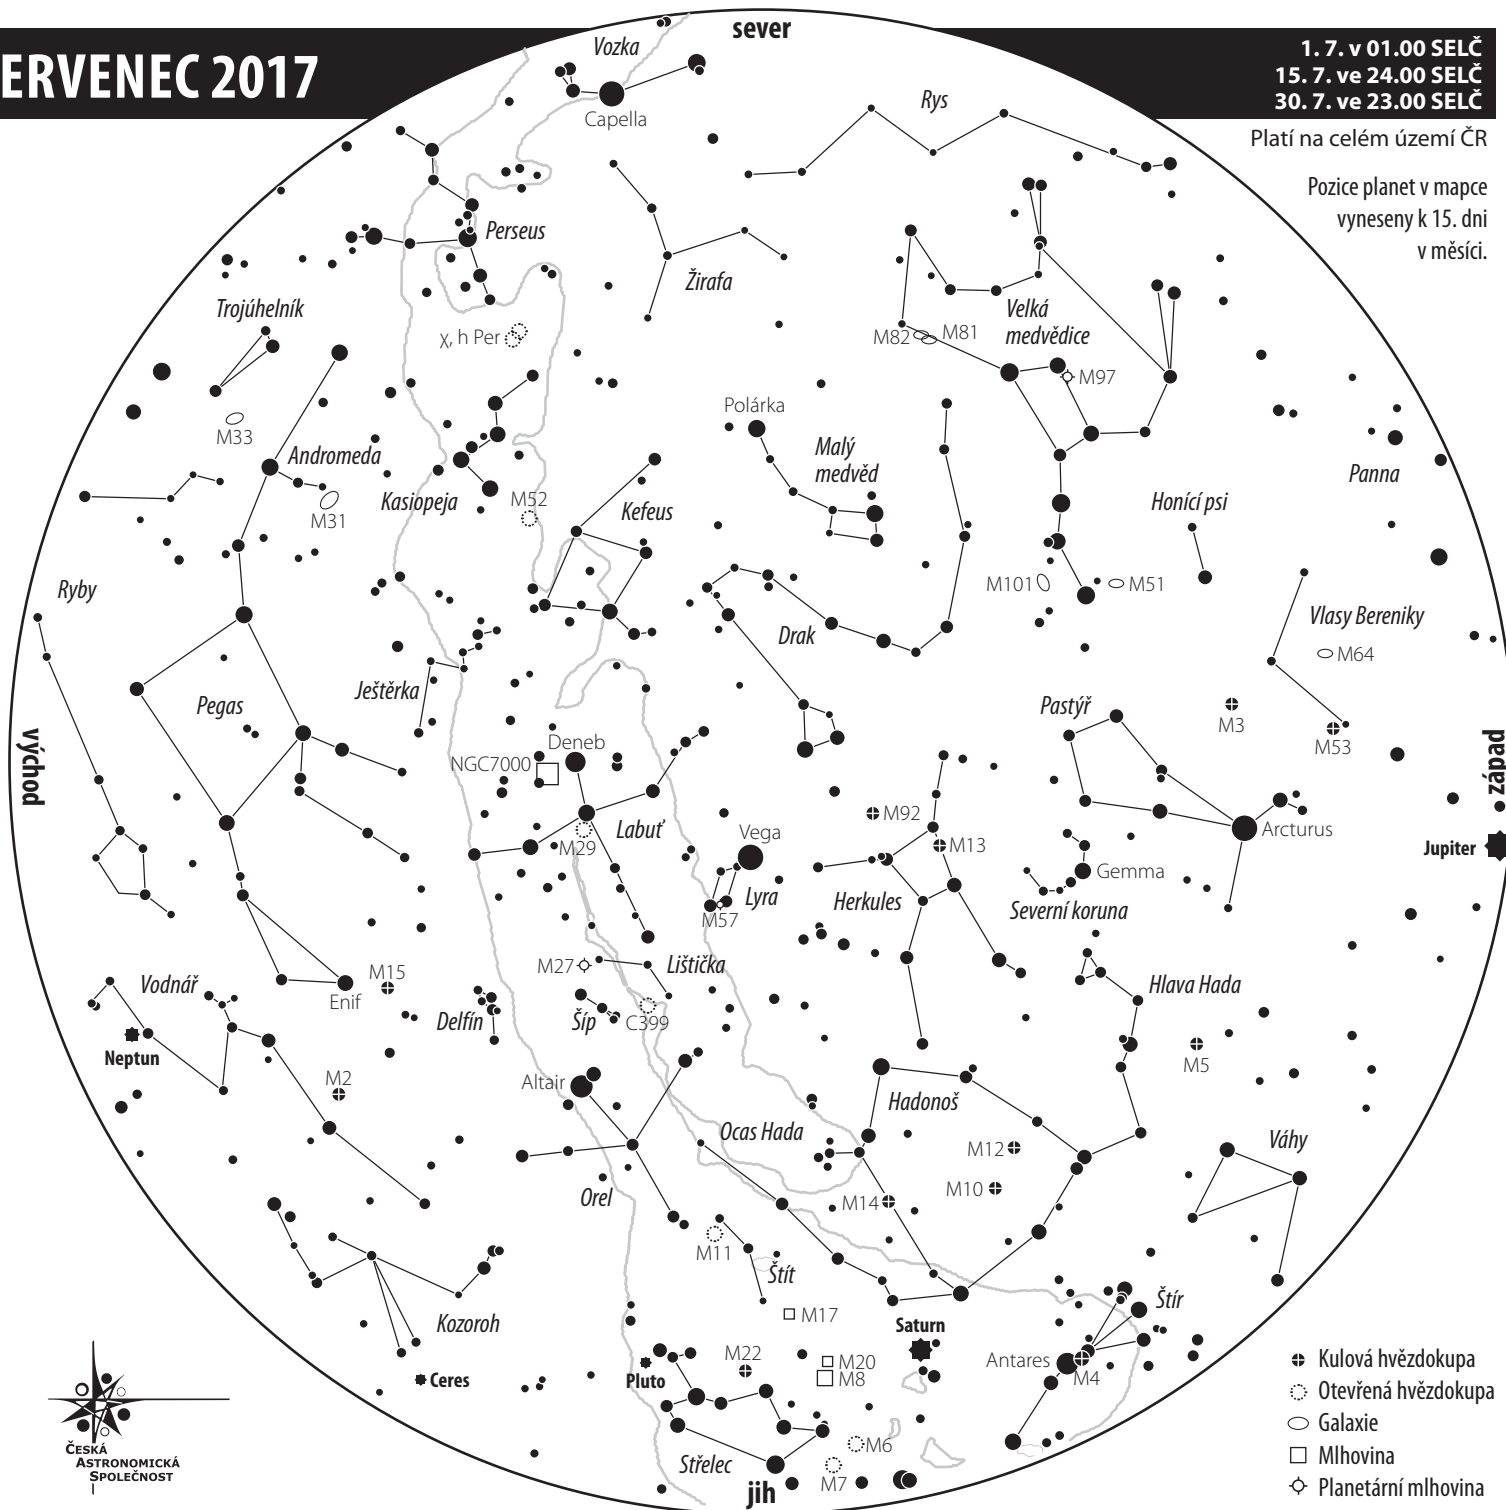 sever
ERVENEC 2017
1. 7. v 01.00 SELČ
15. 7. ve 24.00 SELČ
30. 7. ve 23.00 SELČ
Platí na celém území ČR
Pozice planet v mapce
vyneseny k 15. dni
v měsíci.
Vozka
Capella
Rys
Perseus
Žirafa
Trojúhelník
χ, h Per
Velká
medvědice
M82
M81
M97
M33
Andromeda
M31
Kasiopeja
M52
Kefeus
Polárka
Malý
medvěd
Honící psi
Panna
M101
M51
Ryby
Drak
Vlasy Bereniky
M64
Ještěrka
Pegas
Pastýř
M3
M53
východ
západ
Deneb
NGC7000
Labuť
M29
Vega
Lyra
M57
M92
M13
Herkules
Gemma
Severní koruna
Arcturus
Jupiter
M27
Lištička
Vodnář
Enif
M15
Delfín
Šíp
C399
Hlava Hada
Neptun
M2
Altair
M5
Hadonoš
Ocas Hada
M12
M10
M14
Váhy
Orel
M11
Štít
M17
Kozoroh
Saturn
Štír
Antares
M4
Ceres
Pluto
M22
M20
M8
M6
M7
Střelec
jih
Kulová hvězdokupa
Otevřená hvězdokupa
Galaxie
Mlhovina
Planetární mlhovina
ČESKÁ
ASTRONOMICKÁ
SPOLEČNOST